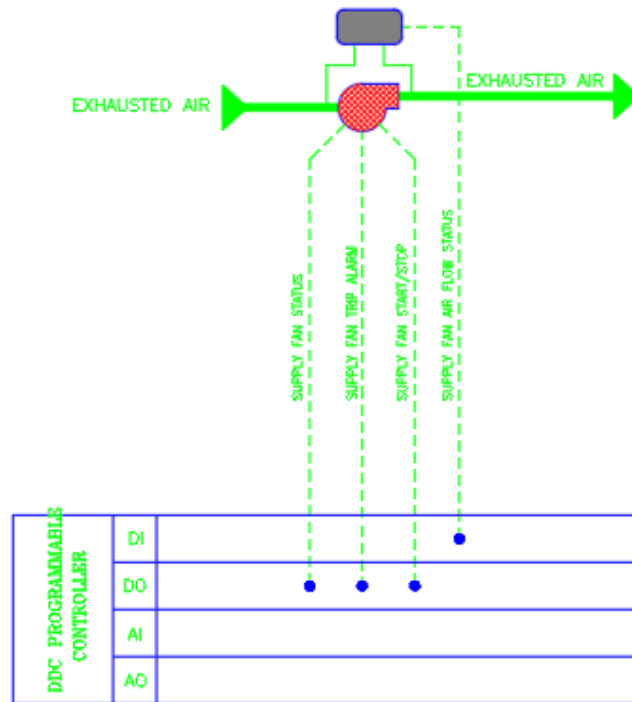 EXHAUSTED AIR
EXHAUSTED AIR
SUPPLY FAN STATUS
SUPPLY FAN TRIP ALARM
SUPPLY FAN START/STOP
SUPPLY FAN AIR FLOW STATUS
DDC PROGRAMMABLE
CONTROLLER
DI
DO
AI
AO